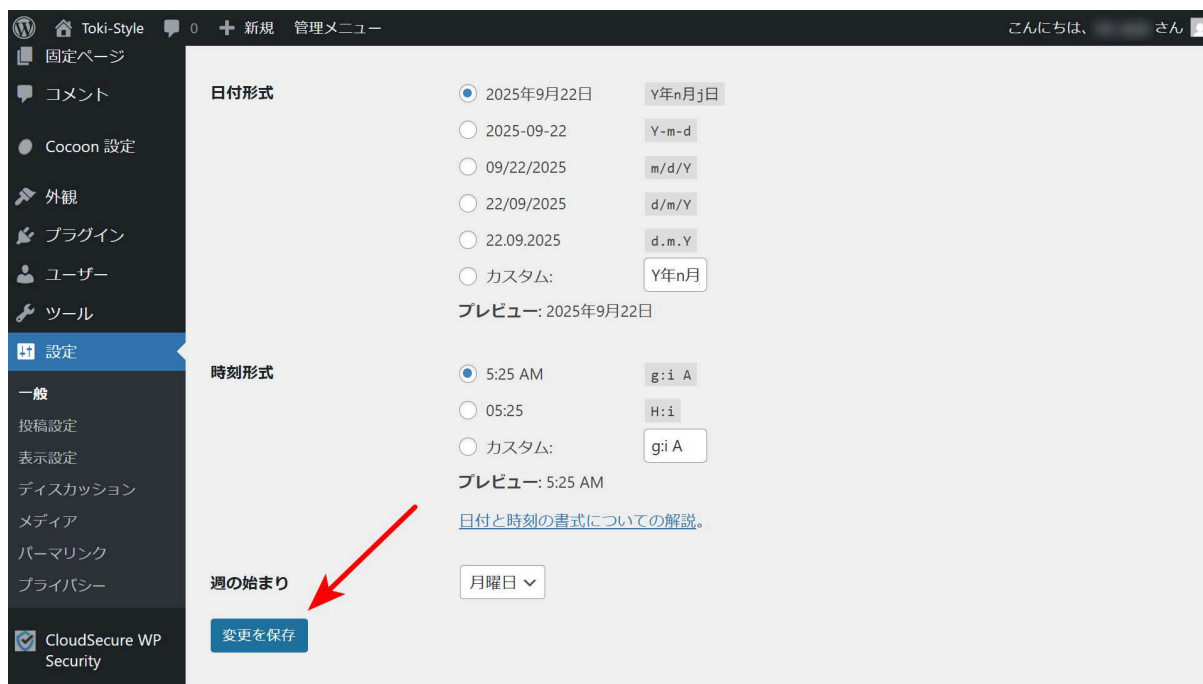 Toki-Style 0 新規 管理メニュー こんにちは、 さん
固定ページ
コメント
Cocoon 設定
外観
プラグイン
ユーザー
ツール
設定
一般
投稿設定
表示設定
ディスカッション
メディア
パーマリンク
プライバシー
CloudSecure WP
Security
日付形式
2025年9月22日 Y年n月j日
2025-09-22 Y-m-d
09/22/2025 m/d/Y
22/09/2025 d/m/Y
22.09.2025 d.m.Y
カスタム: Y年n月
プレビュー: 2025年9月22日
時刻形式
5:25 AM g:i A
05:25 H:i
カスタム: g:i A
プレビュー: 5:25 AM
日付と時刻の書式についての解説。
週の始まり 月曜日
変更を保存